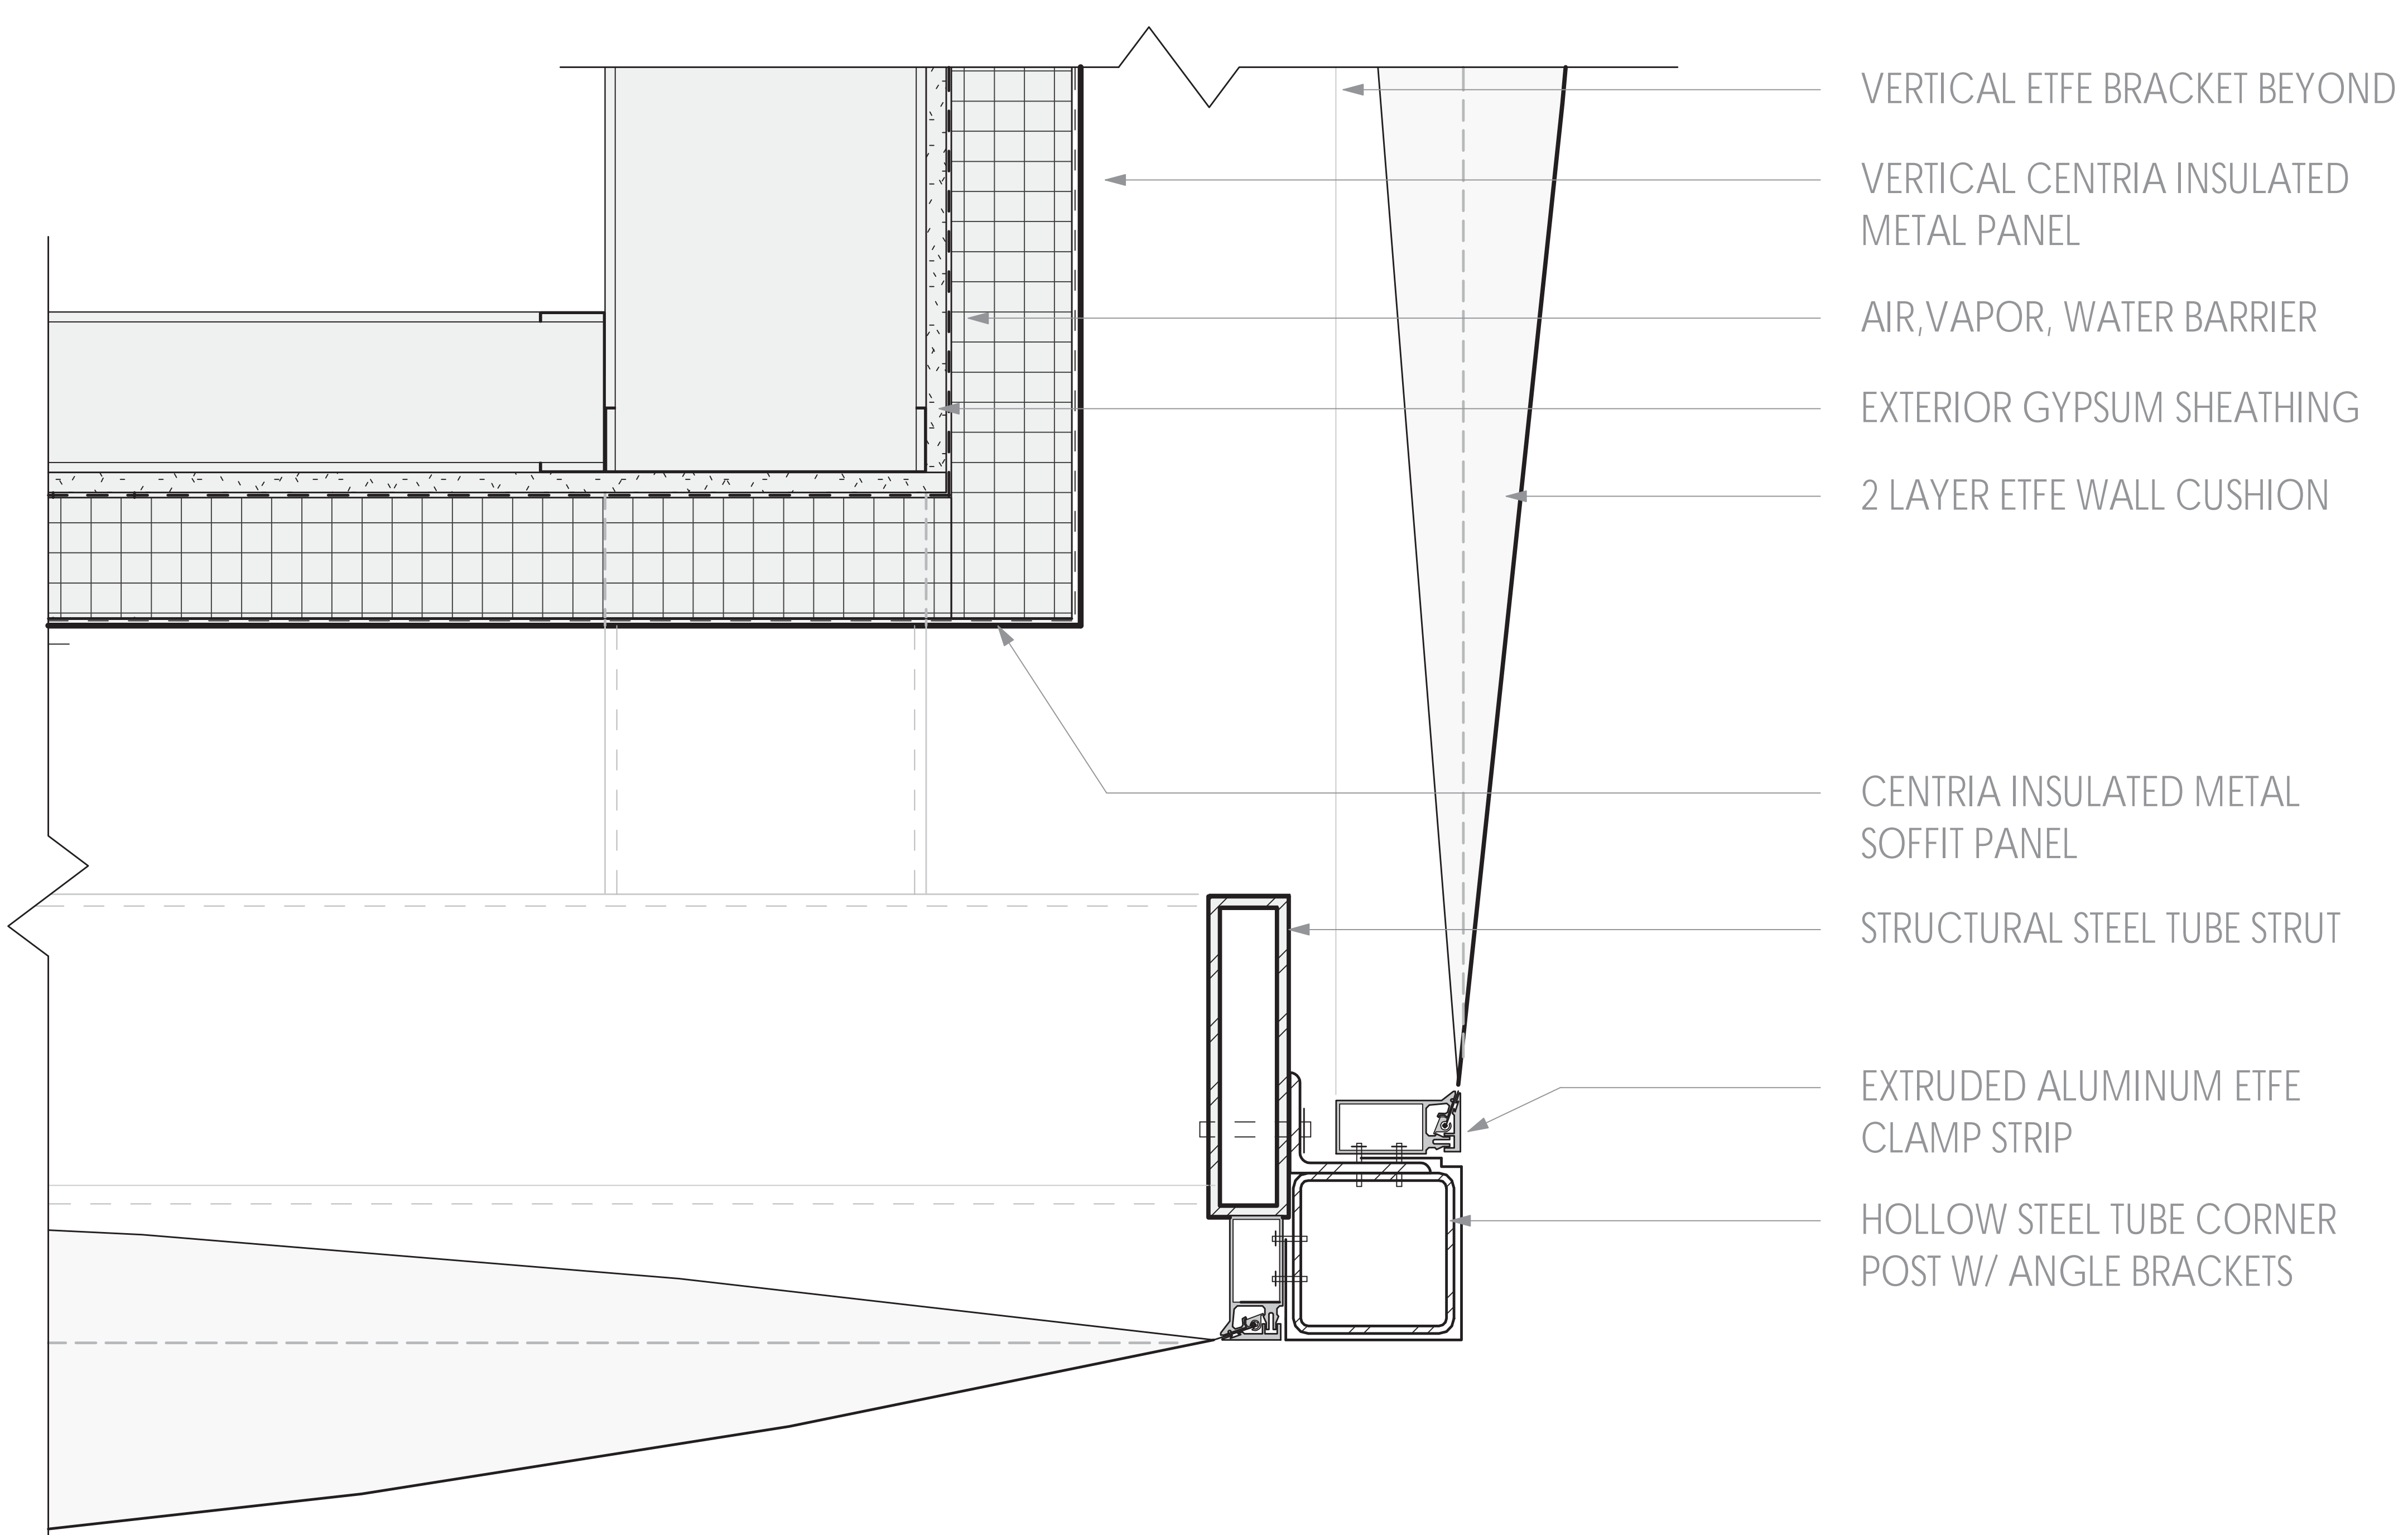 VERTICAL ETFE BRACKET BEYOND
VERTICAL CENTRIA INSULATED
METAL PANEL
AIR,VAPOR, WATER BARRIER
EXTERIOR GYPSUM SHEATHING
2 LAYER ETFE WALL CUSHION
CENTRIA INSULATED METAL
SOFFIT PANEL
STRUCTURAL STEEL TUBE STRUT
EXTRUDED ALUMINUM ETFE
CLAMP STRIP
HOLLOW STEEL TUBE CORNER
POST W/ ANGLE BRACKETS